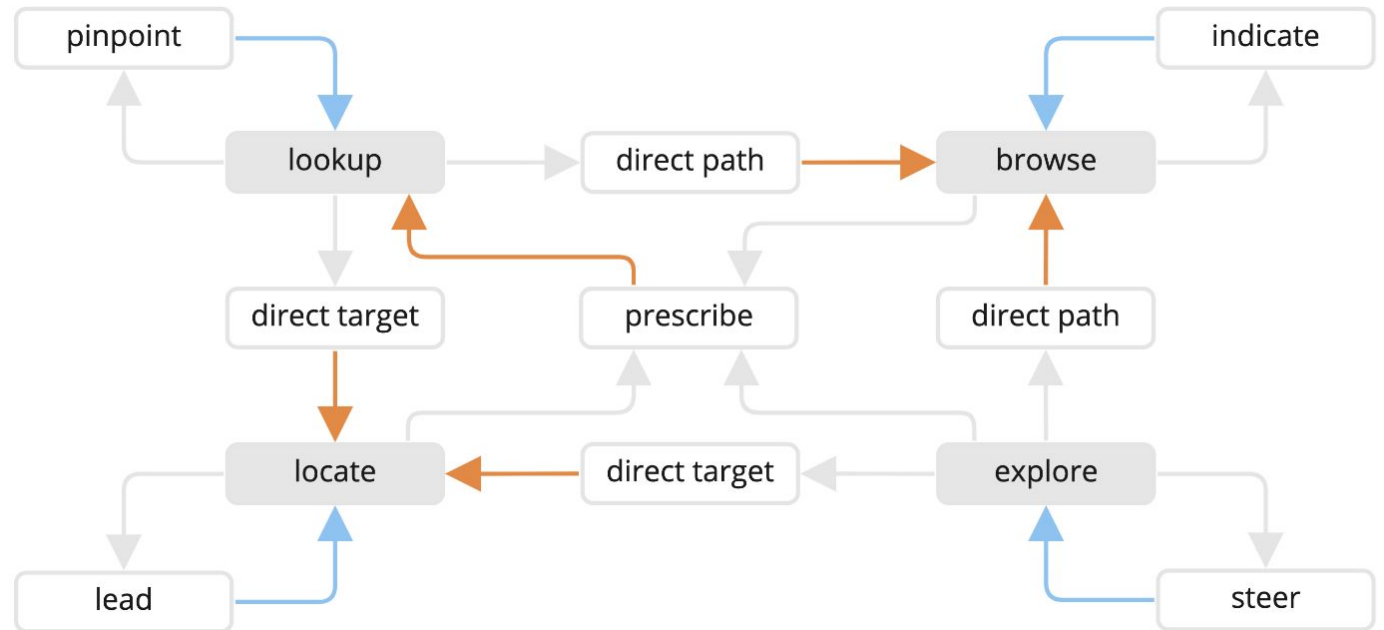 pinpoint
indicate
lookup
direct path
browse
direct target
prescribe
direct path
locate
direct target
explore
lead
steer